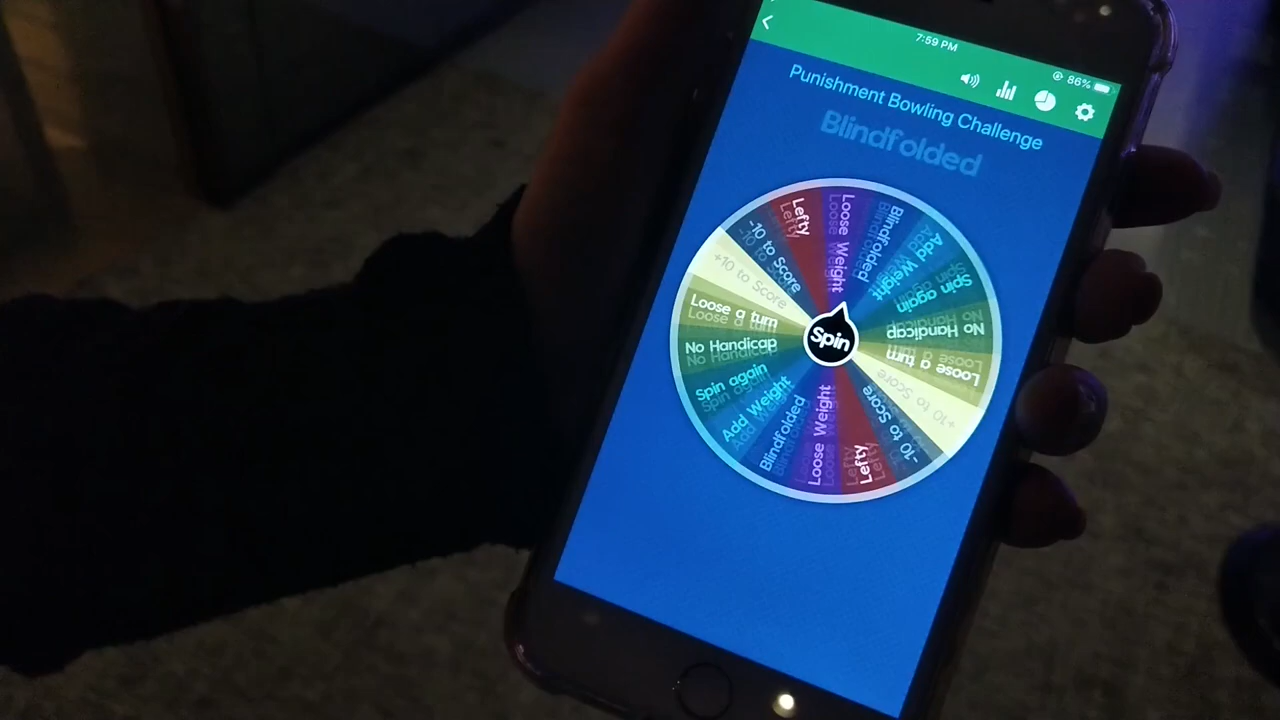 7:59 PM
86%
Punishment Bowling Challenge
Blindfolded
Loose Weight
Blindfolded
Add Weight
Spin again
No Handicap
Loose a turn
+10 to Score
-10 to Score
Lefty
Loose Weight
Blindfolded
Add Weight
Spin again
No Handicap
Loose a turn
+10 to Score
-10 to Score
Lefty
Spin